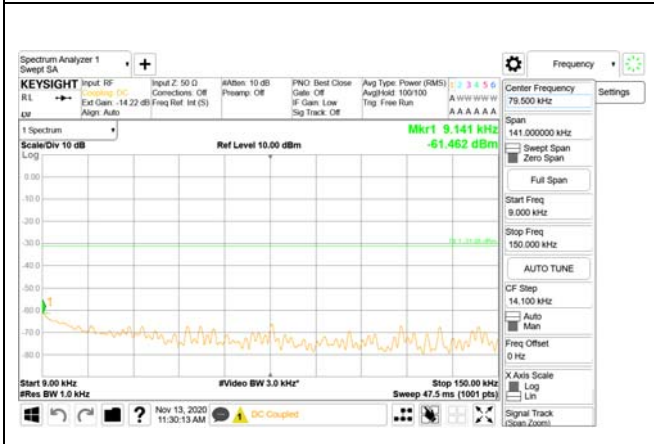 Spectrum Analyzer 1
Swept SA
Frequency
KEYSIGHT
RL
Input: RF
Coupling: DC
Ext Gain: -14.22 dB
Align: Auto
Input Z: 50 Ω
Corrections: Off
Freq Ref: Int (S)
#Atten: 10 dB
Preamp: Off
PNO: Best Close
Gate: Off
IF Gain: Low
Sig Track: Off
Avg Type: Power (RMS)
Avg|Hold: 100/100
Trig: Free Run
1 2 3 4 5 6
A W W W W W
A A A A A A
1 Spectrum
Scale/Div 10 dB
Log
Ref Level 10.00 dBm
Mkr1 9.141 kHz
-61.462 dBm
0.00
-10.0
-20.0
-30.0
-40.0
-50.0
-60.0
-70.0
-80.0
1
Start 9.00 kHz
#Res BW 1.0 kHz
#Video BW 3.0 kHz*
Stop 150.00 kHz
Sweep 47.5 ms (1001 pts)
Nov 13, 2020
11:30:13 AM
DC Coupled
Center Frequency
79.500 kHz
Settings
Span
141.000000 kHz
Swept Span
Zero Span
Full Span
Start Freq
9.000 kHz
Stop Freq
150.000 kHz
AUTO TUNE
CF Step
14.100 kHz
Auto
Man
Freq Offset
0 Hz
X Axis Scale
Log
Lin
Signal Track
(Span Zoom)